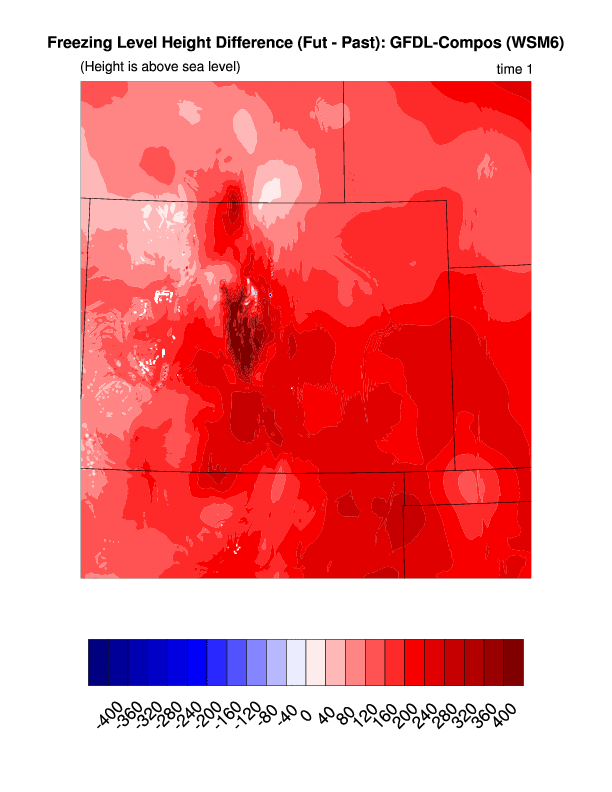 Freezing Level Height Difference (Fut - Past): GFDL-Compos (WSM6)
(Height is above sea level)
time 1
-400 -360 -320 -280 -240 -200 -160 -120 -80 -40 0 40 80 120 160 200 240 280 320 360 400